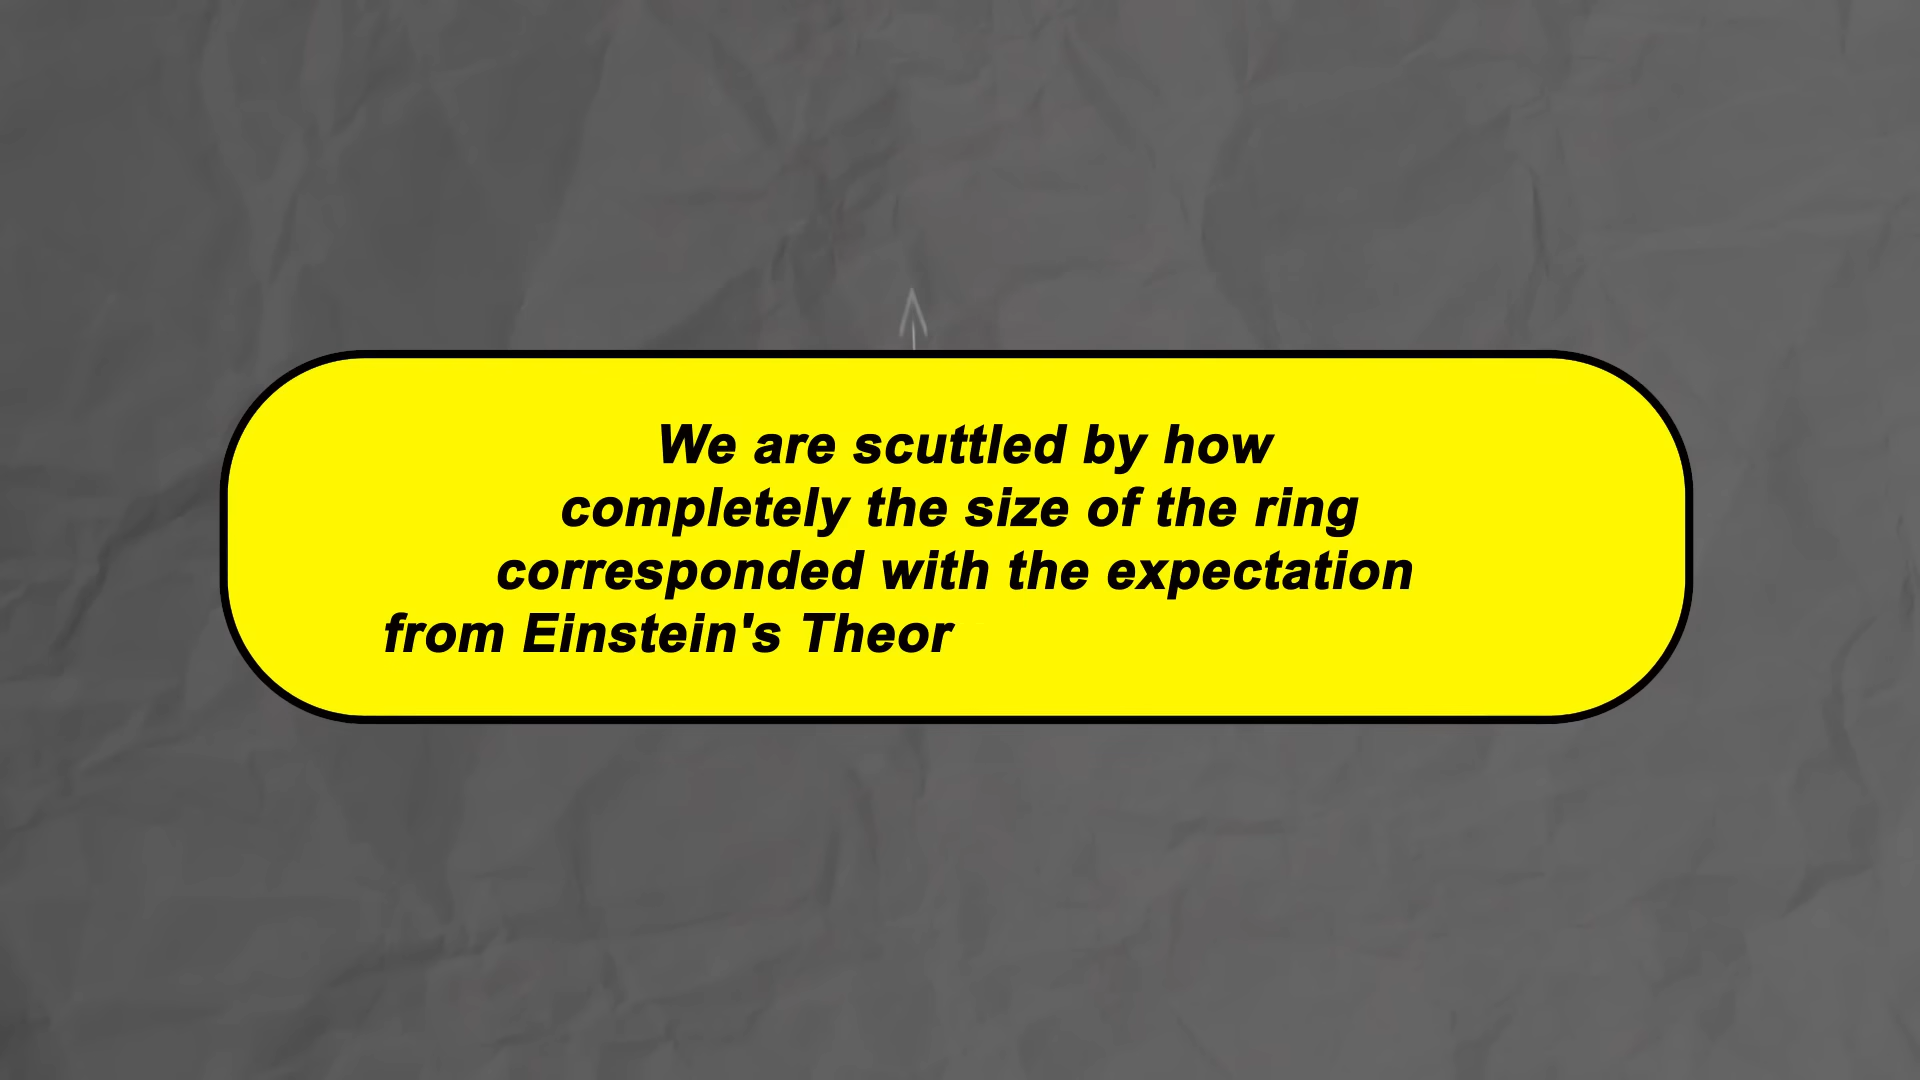 We are scuttled by how
completely the size of the ring
corresponded with the expectation
from Einstein's Theor